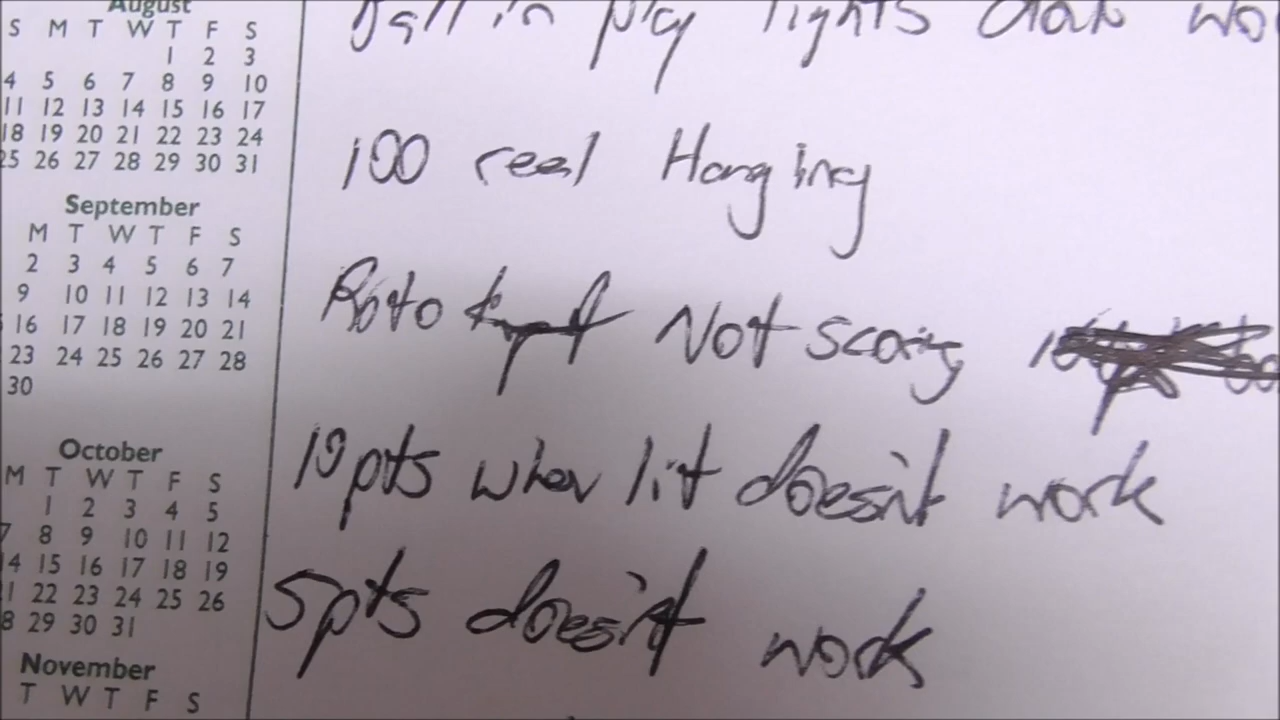 August
S M T W T F S
1 2 3
4 5 6 7 8 9 10
11 12 13 14 15 16 17
18 19 20 21 22 23 24
25 26 27 28 29 30 31
September
M T W T F S
2 3 4 5 6 7
9 10 11 12 13 14
16 17 18 19 20 21
23 24 25 26 27 28
30
October
M T W T F S
1 2 3 4 5
7 8 9 10 11 12
14 15 16 17 18 19
21 22 23 24 25 26
28 29 30 31
November
T W T F S
Ball in play lights don't
100 reel Hanging
Roto Not scoring
10pts when lit doesn't work
5pts doesn't work